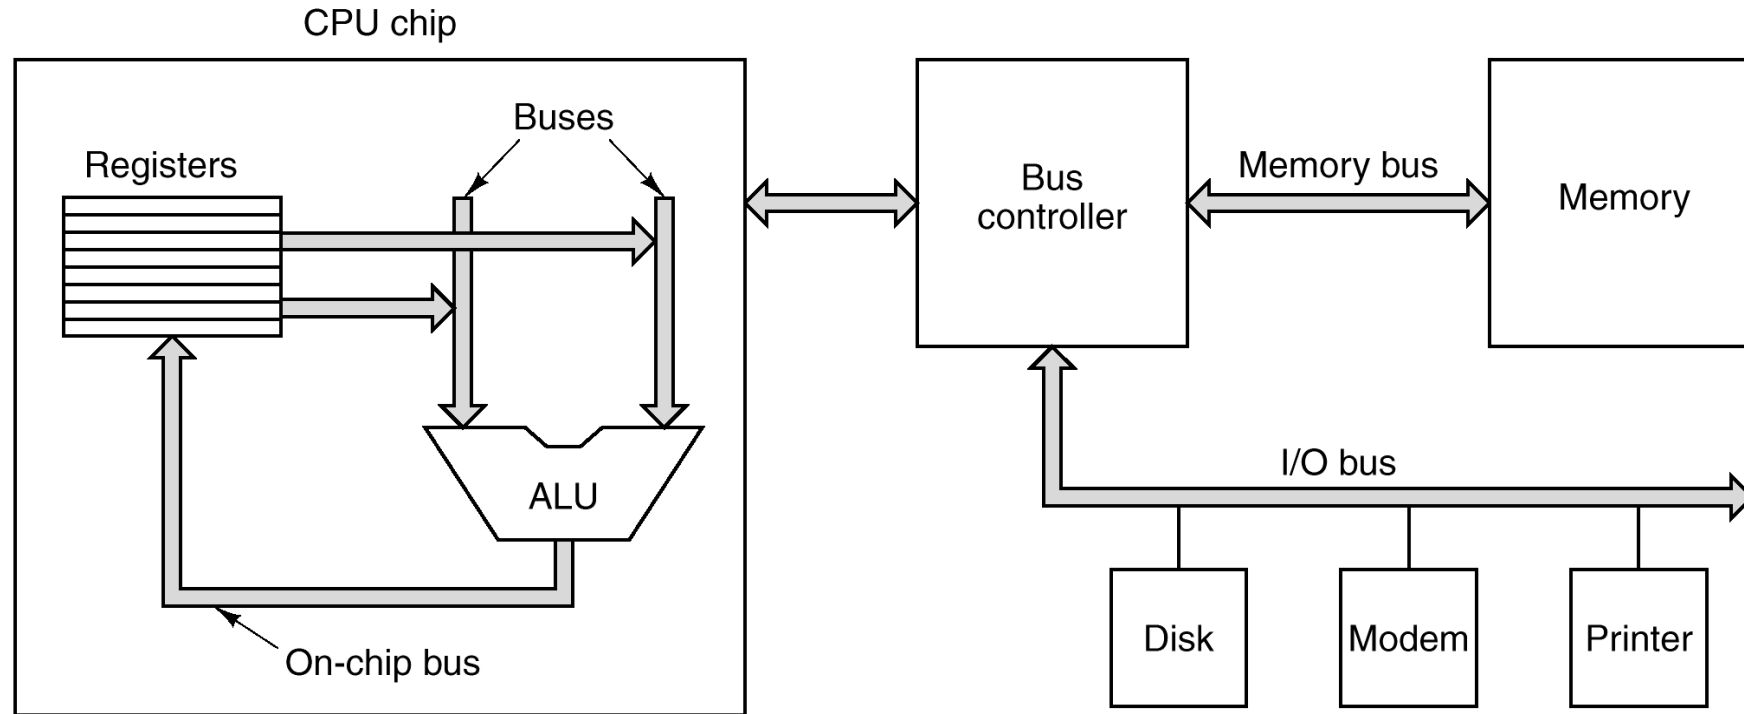 CPU chip
Buses
Registers
ALU
On-chip bus
Bus
controller
Memory bus
Memory
I/O bus
Disk
Modem
Printer